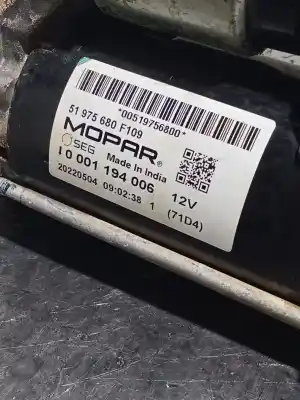 *00519756800*
51 975 680 F109
MOPAR®
SEG Made in India
I 0 001 194 006 12V
20220504 09:02:38 1 (71D4)